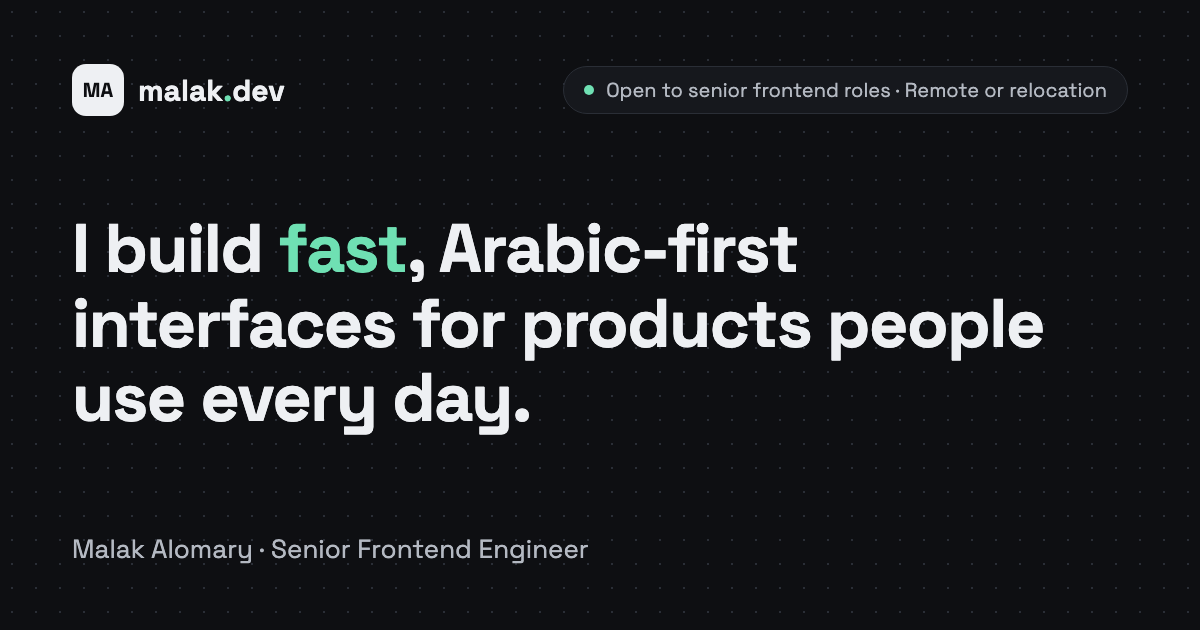 MA
malak.dev
Open to senior frontend roles · Remote or relocation
I build fast, Arabic-first
interfaces for products people
use every day.
Malak Alomary · Senior Frontend Engineer